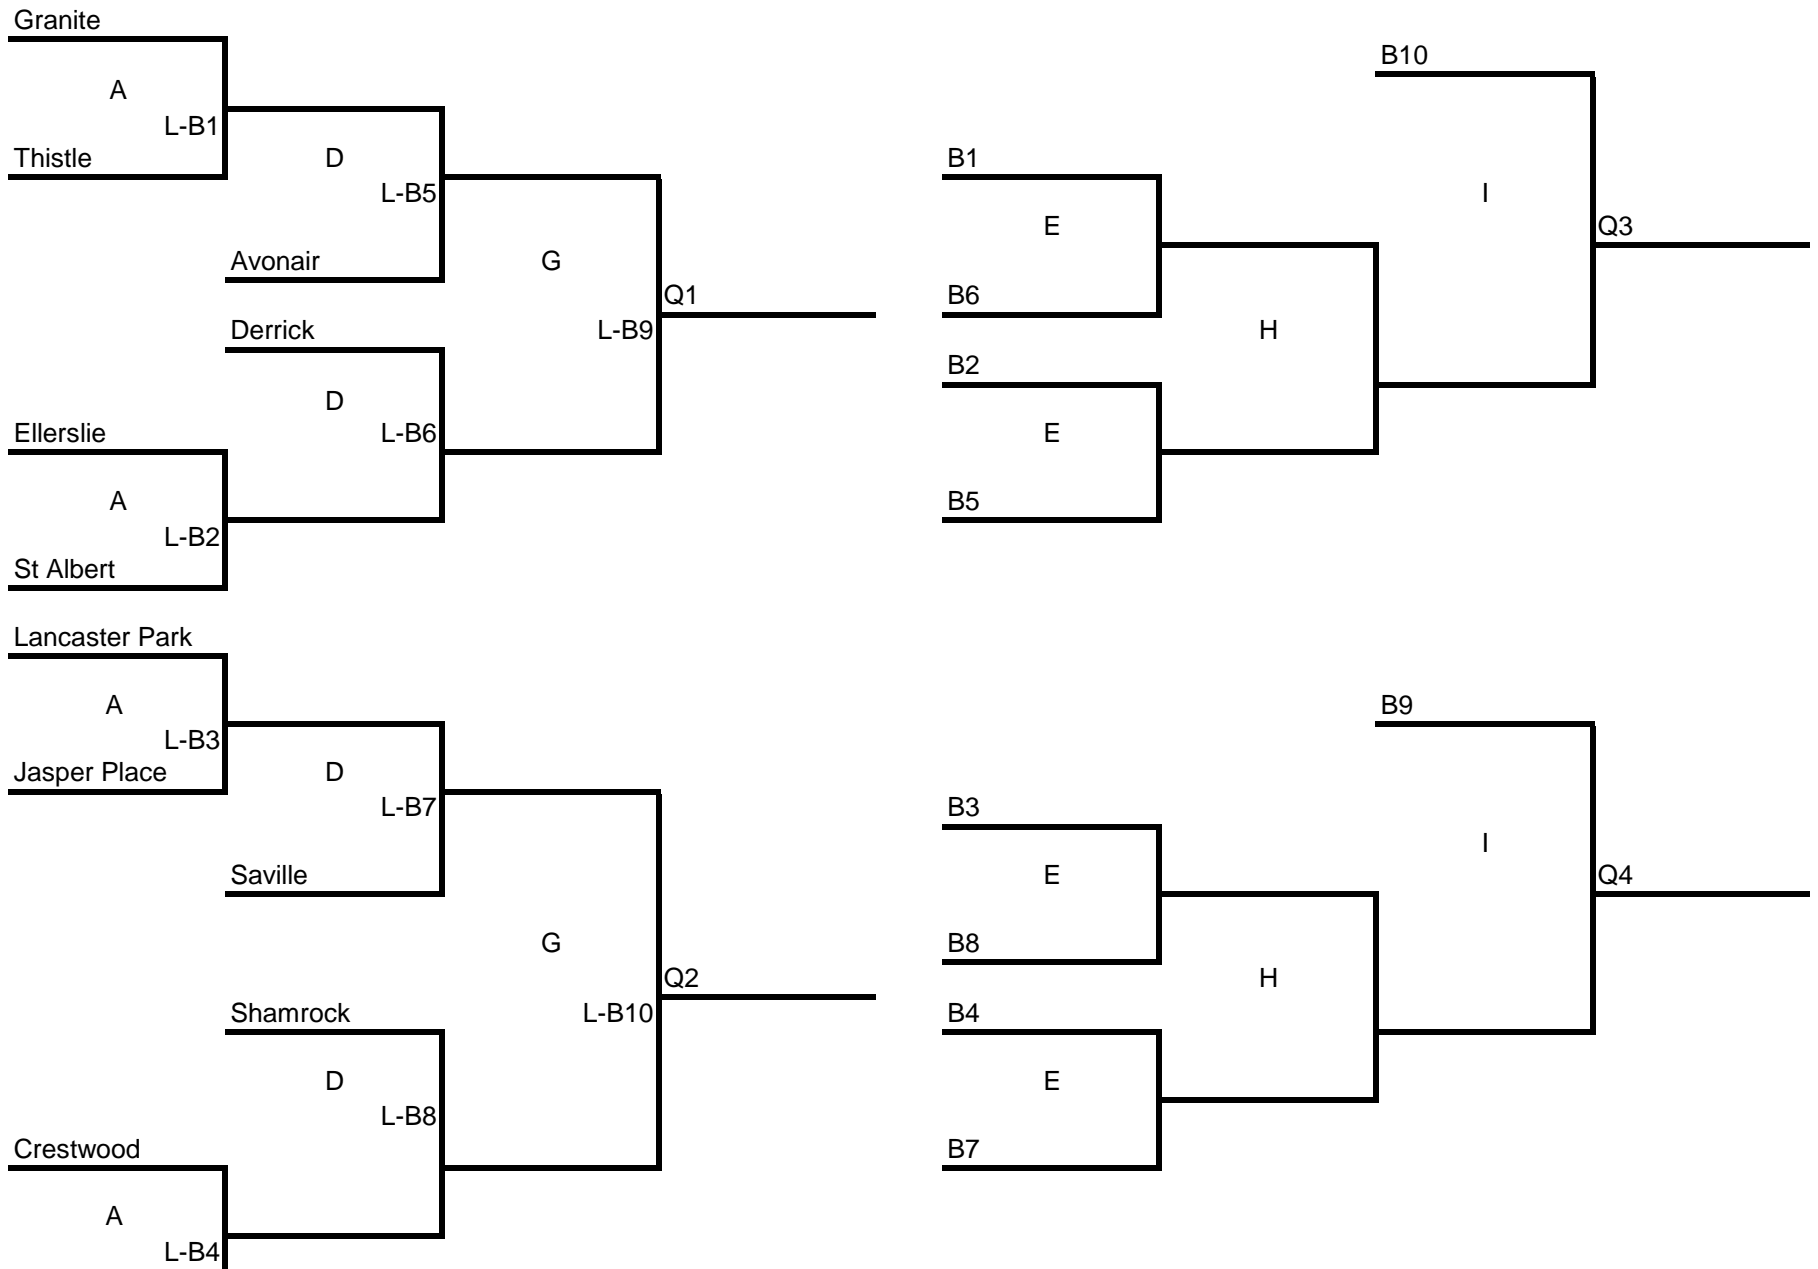 Granite
A
L-B1
Thistle
D
L-B5
Avonair
G
Q1
L-B9
Derrick
D
L-B6
Ellerslie
A
L-B2
St Albert
Lancaster Park
A
L-B3
Jasper Place
D
L-B7
Saville
G
Q2
L-B10
Shamrock
D
L-B8
Crestwood
A
L-B4
B10
I
Q3
B1
E
B6
H
B2
E
B5
B9
I
Q4
B3
E
B8
H
B4
E
B7